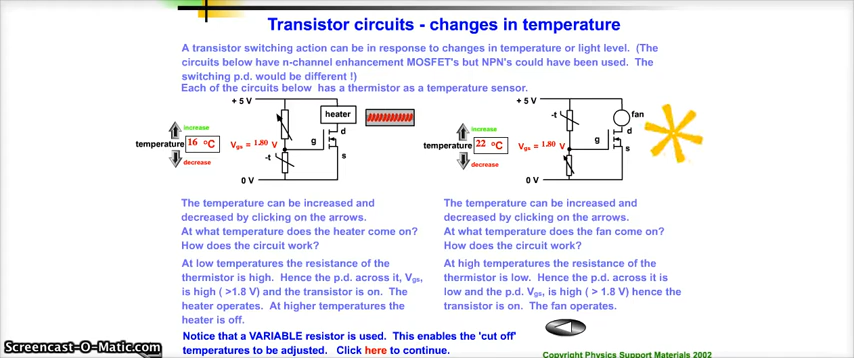 Transistor circuits - changes in temperature
A transistor switching action can be in response to changes in temperature or light level. (The
circuits below have n-channel enhancement MOSFET's but NPN's could have been used. The
switching p.d. would be different !)
Each of the circuits below has a thermistor as a temperature sensor.
+ 5 V
heater
increase
temperature 16 °C
decrease
Vgs = 1.80 V
-t
g
d
s
0 V
+ 5 V
-t
fan
increase
temperature 22 °C
decrease
Vgs = 1.80 V
g
d
s
0 V
The temperature can be increased and
decreased by clicking on the arrows.
At what temperature does the heater come on?
How does the circuit work?
At low temperatures the resistance of the
thermistor is high. Hence the p.d. across it, Vgs,
is high ( >1.8 V) and the transistor is on. The
heater operates. At higher temperatures the
heater is off.
The temperature can be increased and
decreased by clicking on the arrows.
At what temperature does the fan come on?
How does the circuit work?
At high temperatures the resistance of the
thermistor is low. Hence the p.d. across it is
low and the p.d. Vgs, is high ( > 1.8 V) hence the
transistor is on. The fan operates.
Notice that a VARIABLE resistor is used. This enables the 'cut off'
temperatures to be adjusted. Click here to continue.
Copyright Physics Support Materials 2002
Screencast-O-Matic.com